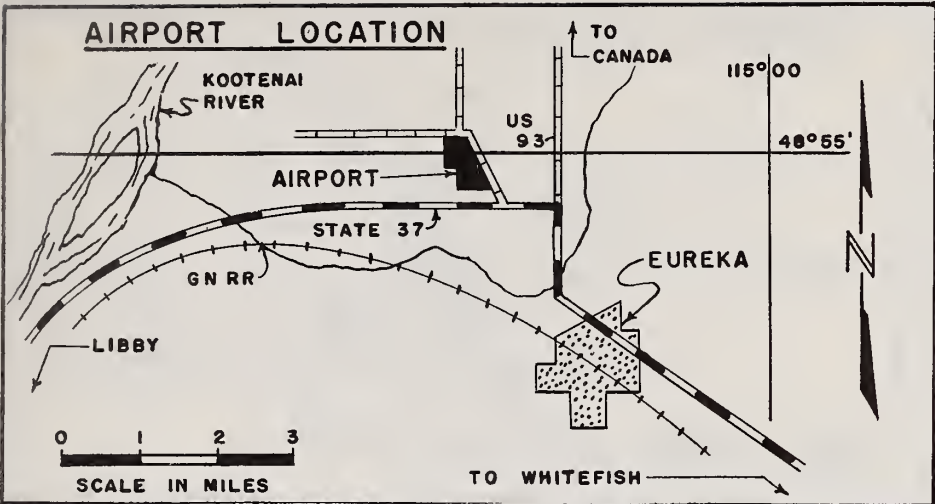 AIRPORT LOCATION
KOOTENAI
RIVER
TO
CANADA
115° 00
US
93
48° 55'
AIRPORT
STATE 37
GN RR
EUREKA
N
LIBBY
0 1 2 3
SCALE IN MILES
TO WHITEFISH